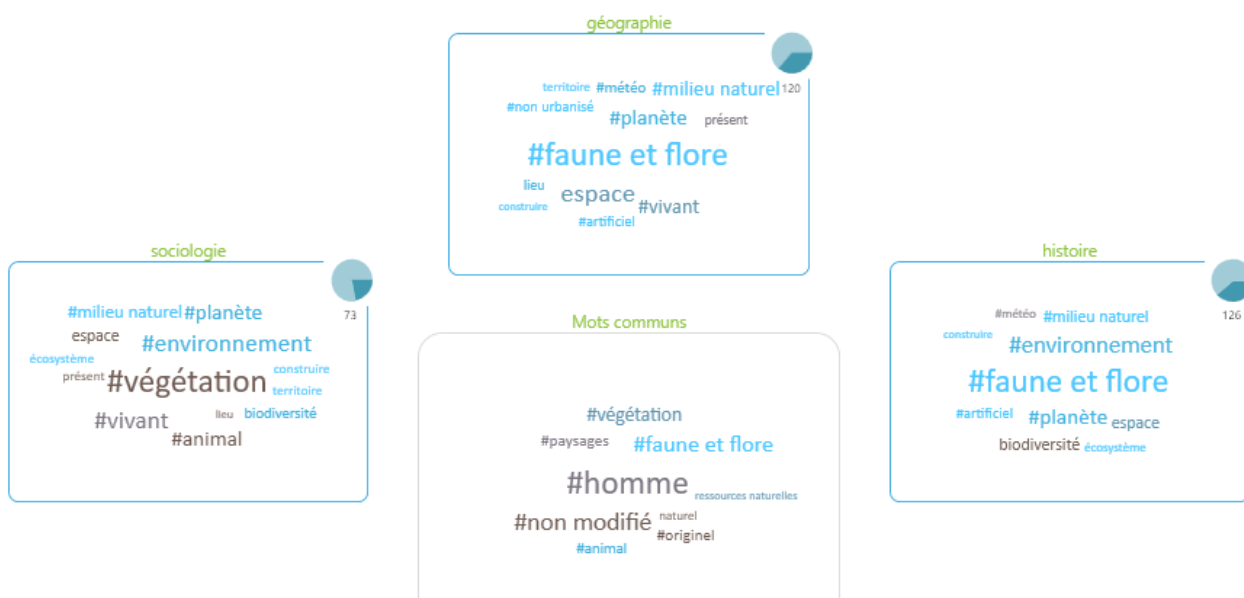 géographie
territoire #météo #milieu naturel 120
#non urbanisé
#planète présent
#faune et flore
lieu
espace #vivant
construire
#artificiel
sociologie
#milieu naturel #planète 73
espace #environnement
écosystème
construire
présent #végétation territoire
#vivant lieu biodiversité
#animal
Mots communs
#végétation
#paysages #faune et flore
#homme ressources naturelles
#non modifié naturel
#originel
#animal
histoire
#météo #milieu naturel 126
construire #environnement
#faune et flore
#artificiel #planète espace
biodiversité écosystème